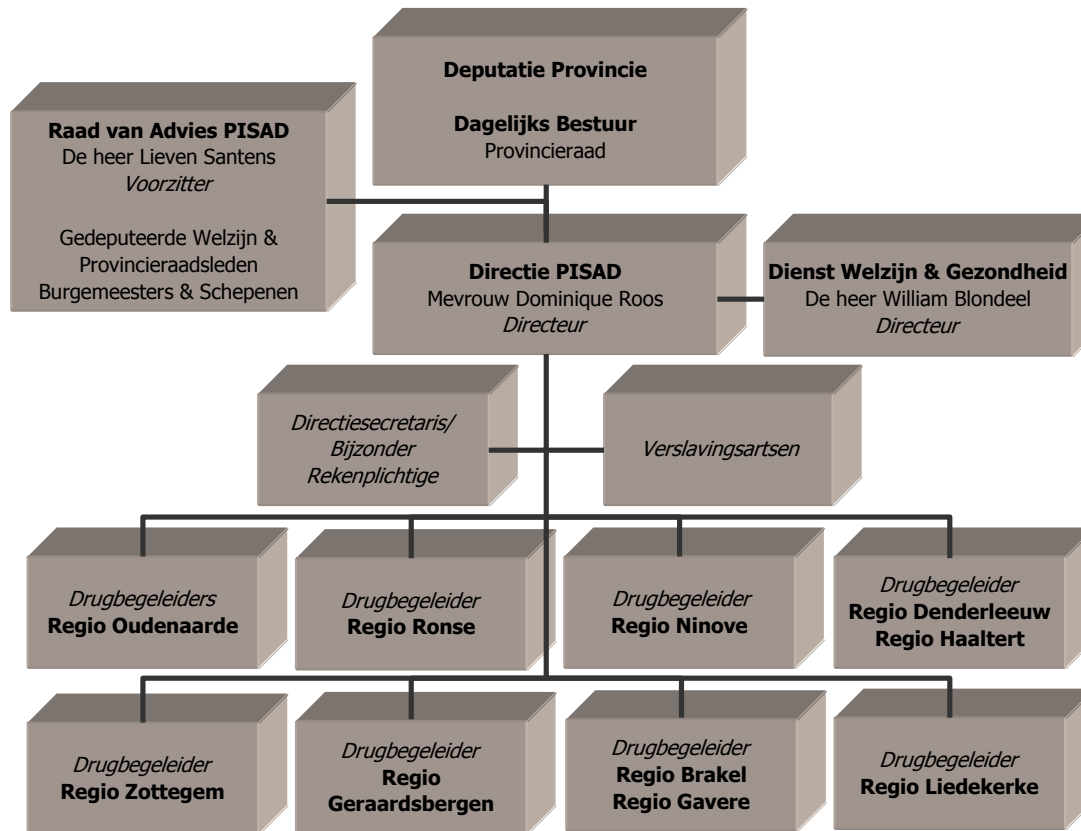 Deputatie Provincie
Dagelijks Bestuur
Provincieraad
Raad van Advies PISAD
De heer Lieven Santens
Voorzitter
Gedeputeerde Welzijn &
Provincieraadsleden
Burgemeesters & Schepenen
Directie PISAD
Mevrouw Dominique Roos
Directeur
Dienst Welzijn & Gezondheid
De heer William Blondeel
Directeur
Directiesecretaris/
Bijzonder
Rekenplichtige
Verslavingsartsen
Drugbegeleiders
Regio Oudenaarde
Drugbegeleider
Regio Ronse
Drugbegeleider
Regio Ninove
Drugbegeleider
Regio Denderleeuw
Regio Haaltert
Drugbegeleider
Regio Zottegem
Drugbegeleider
Regio
Geraardsbergen
Drugbegeleider
Regio Brakel
Regio Gavere
Drugbegeleider
Regio Liedekerke